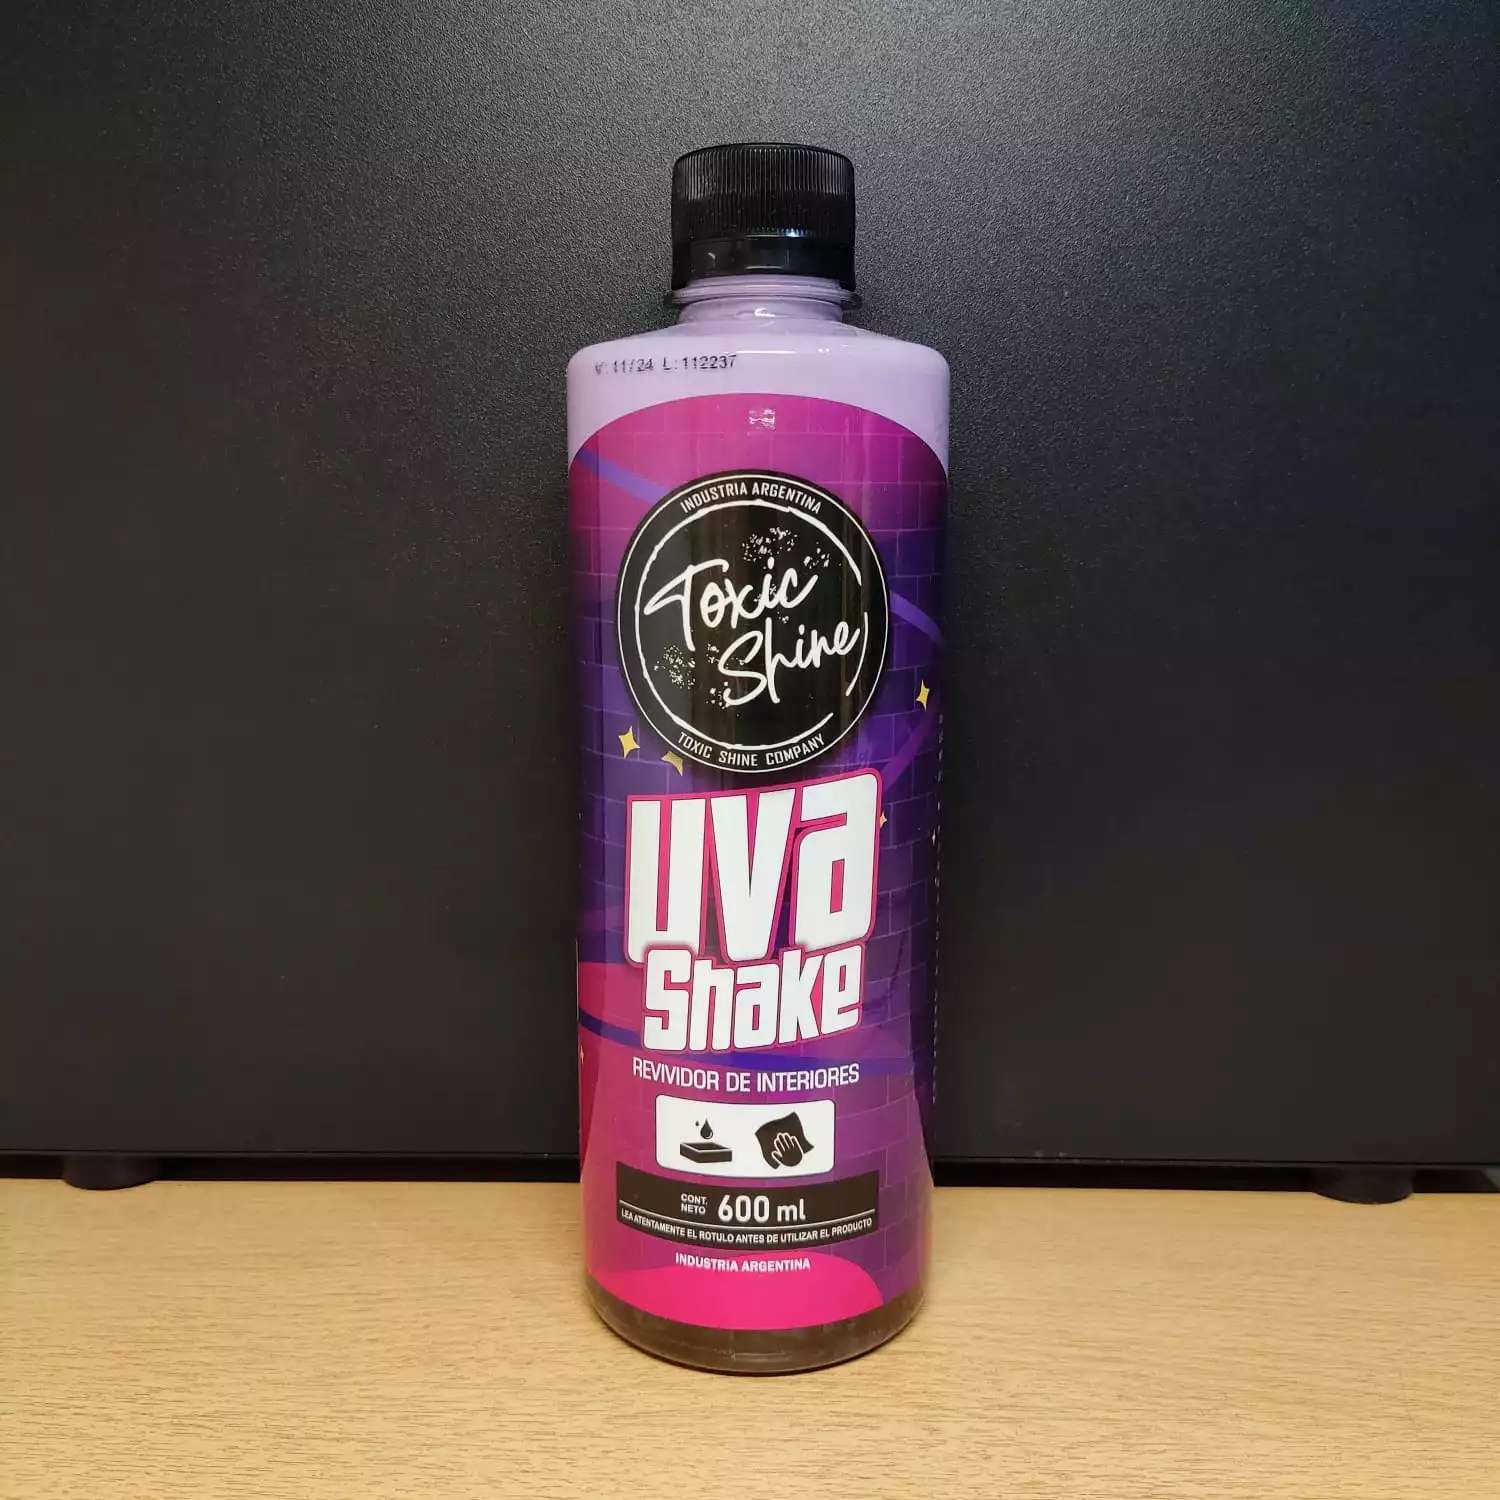 V: 11/24 L: 112237
INDUSTRIA ARGENTINA
Toxic
Shine
TOXIC SHINE COMPANY
UVA
Shake
REVIVIDOR DE INTERIORES
CONT.
NETO 600 ml
LEA ATENTAMENTE EL ROTULO ANTES DE UTILIZAR EL PRODUCTO
INDUSTRIA ARGENTINA